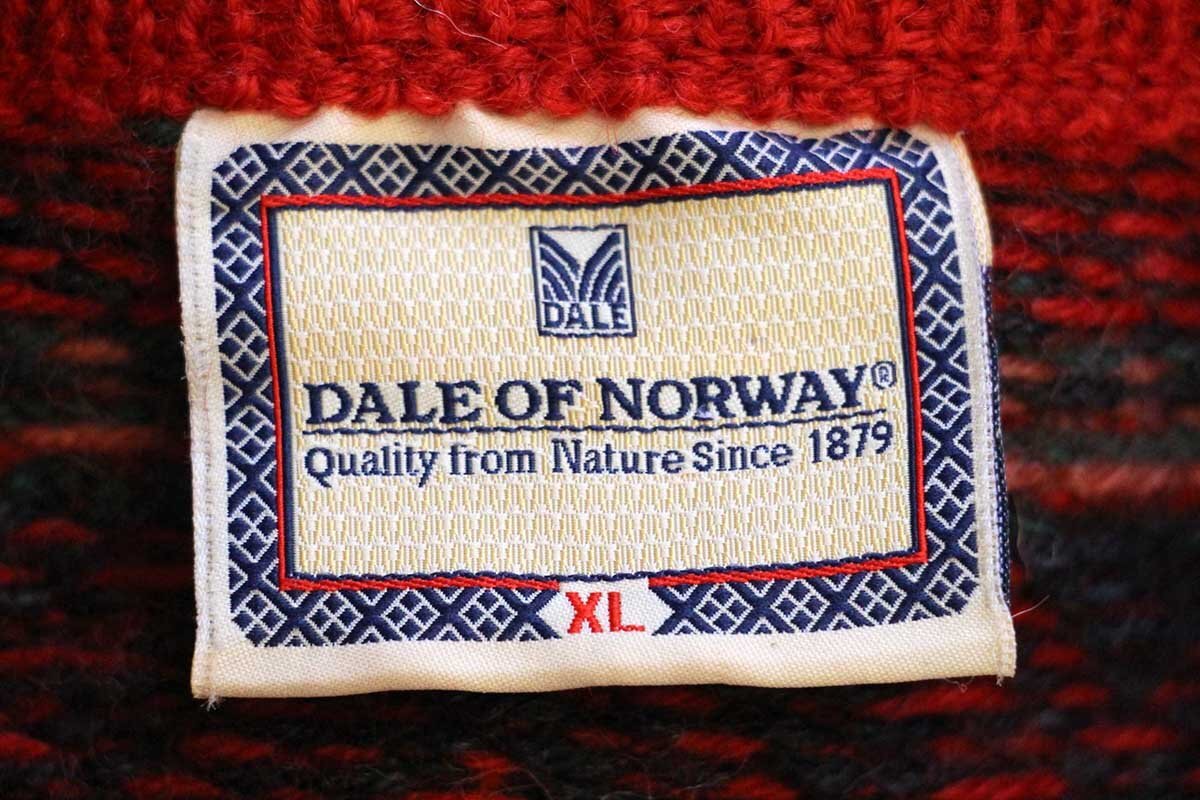 DALE
DALE OF NORWAY®
Quality from Nature Since 1879
XL